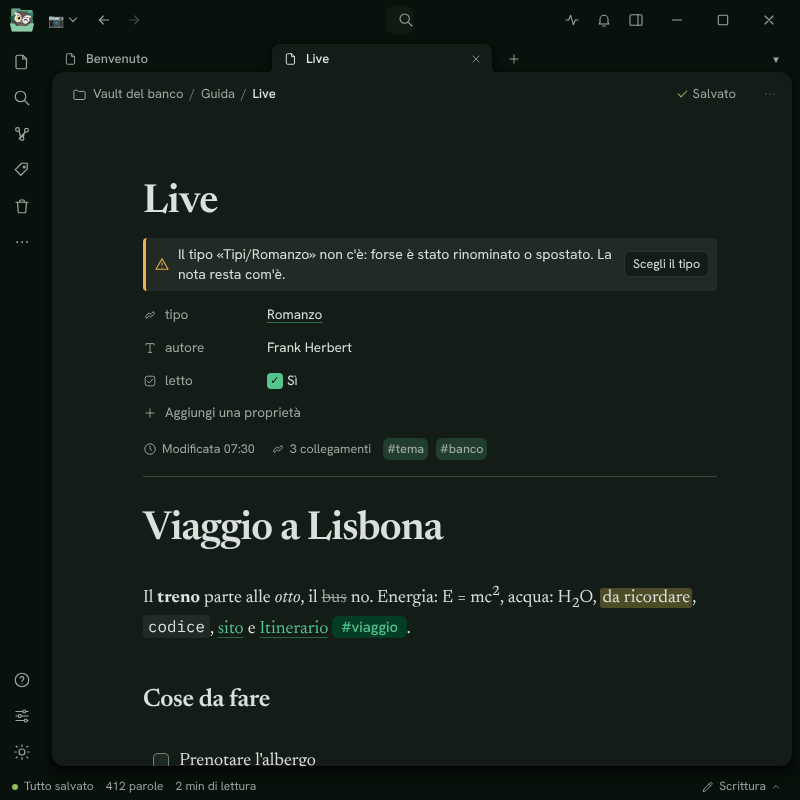 Benvenuto
Live
Vault del banco / Guida / Live
Salvato
Live
Il tipo «Tipi/Romanzo» non c'è: forse è stato rinominato o spostato. La
nota resta com'è.
Scegli il tipo
tipo Romanzo
autore Frank Herbert
letto Sì
Aggiungi una proprietà
Modificata 07:30 3 collegamenti #tema #banco
Viaggio a Lisbona
Il treno parte alle otto, il bus no. Energia: E = mc², acqua: H₂O, da ricordare,
codice, sito e Itinerario #viaggio.
Cose da fare
Prenotare l'albergo
Tutto salvato 412 parole 2 min di lettura
Scrittura